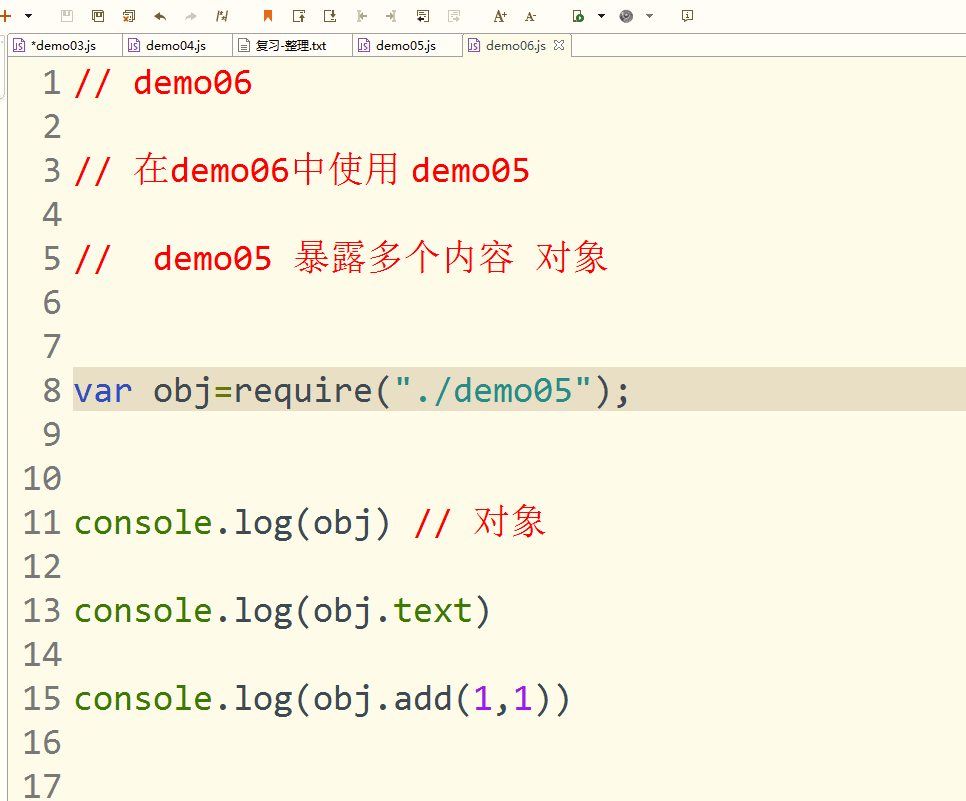 *demo03.js demo04.js 复习-整理.txt demo05.js demo06.js
1 // demo06
2
3 // 在demo06中使用 demo05
4
5 //  demo05 暴露多个内容 对象
6
7
8 var obj=require("./demo05");
9
10
11 console.log(obj) // 对象
12
13 console.log(obj.text)
14
15 console.log(obj.add(1,1))
16
17